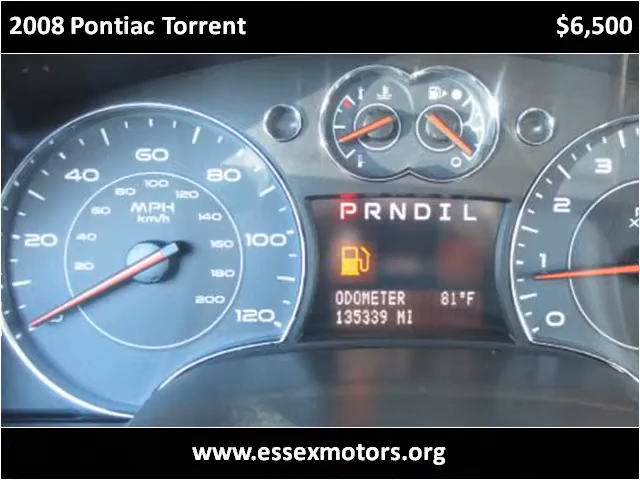 2008 Pontiac Torrent $6,500
20 40 60 80 100 120
20 40 60 80 100 120 140 160 180 200
MPH
km/h
PRNDIL
ODOMETER 81°F
135339 MI
0 1 2 3
www.essexmotors.org